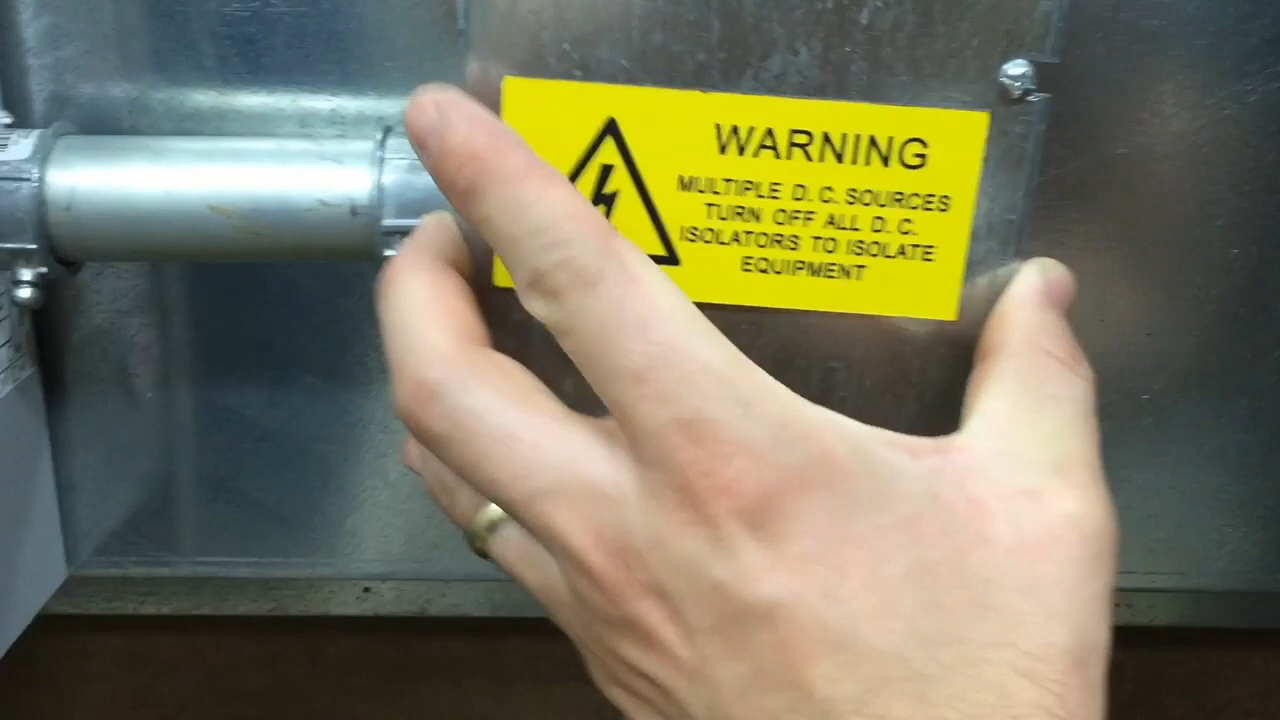 WARNING
MULTIPLE D.C. SOURCES
TURN OFF ALL D.C.
ISOLATORS TO ISOLATE
EQUIPMENT